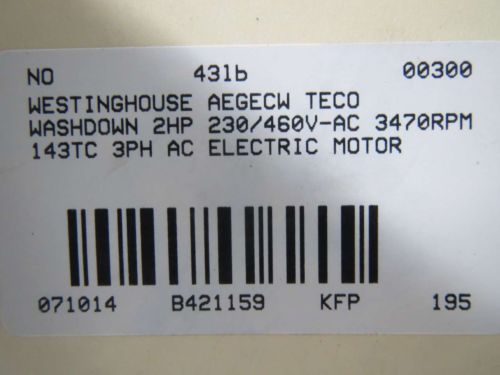 NO 431b 00300
WESTINGHOUSE AEGECW TECO
WASHDOWN 2HP 230/460V-AC 3470RPM
143TC 3PH AC ELECTRIC MOTOR
071014 B421159 KFP 195